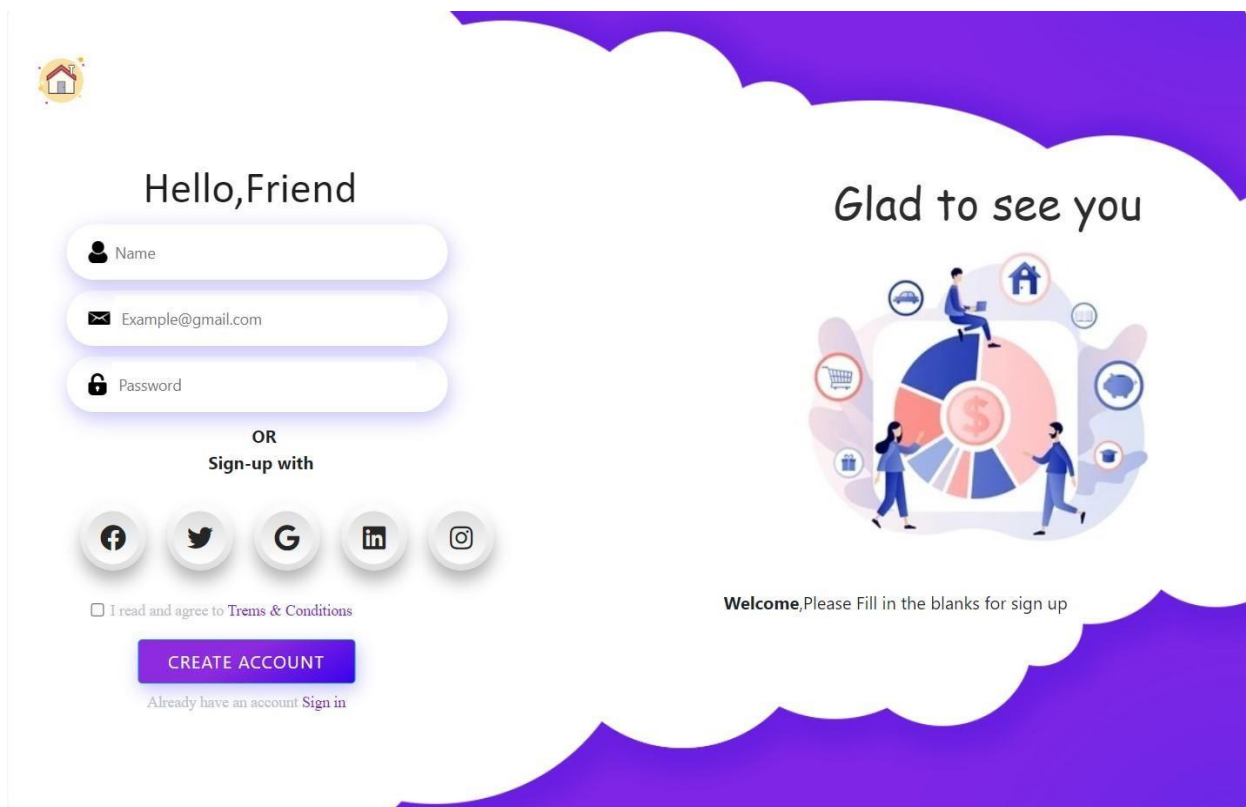 Hello,Friend
Name
Example@gmail.com
Password
OR
Sign-up with
I read and agree to Trems & Conditions
CREATE ACCOUNT
Already have an account Sign in
Glad to see you
$
Welcome,Please Fill in the blanks for sign up